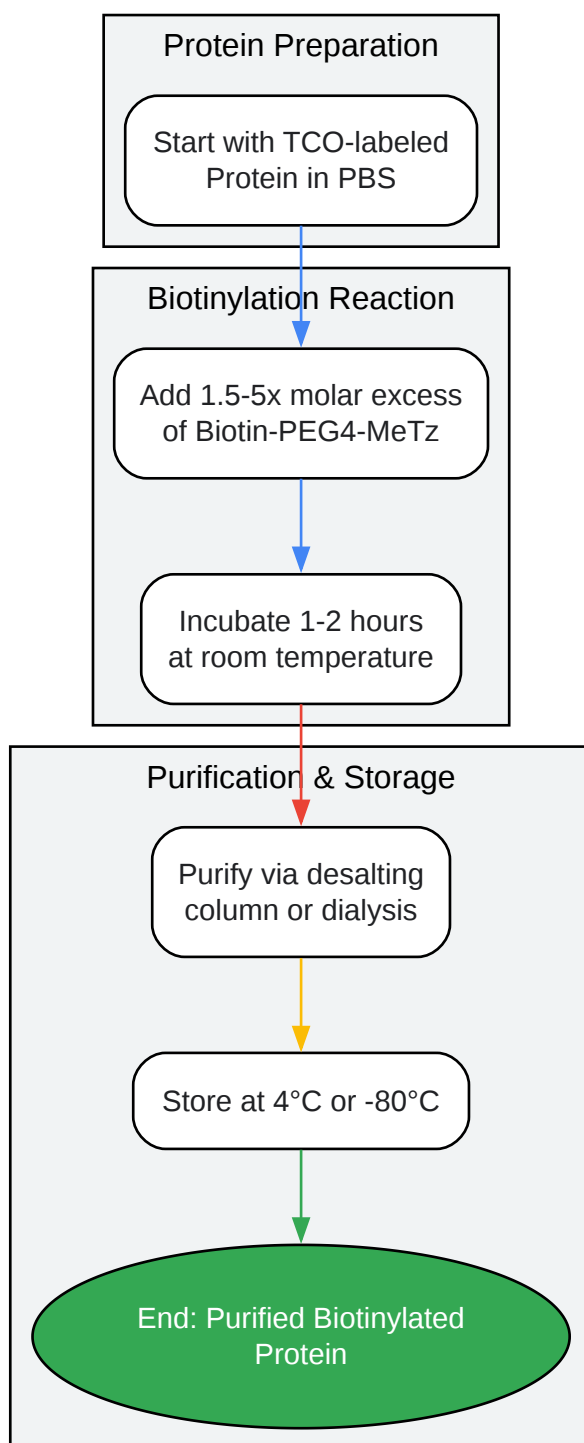 Protein Preparation
Start with TCO-labeled
Protein in PBS
Biotinylation Reaction
Add 1.5-5x molar excess
of Biotin-PEG4-MeTz
Incubate 1-2 hours
at room temperature
Purification & Storage
Purify via desalting
column or dialysis
Store at 4°C or -80°C
End: Purified Biotinylated
Protein